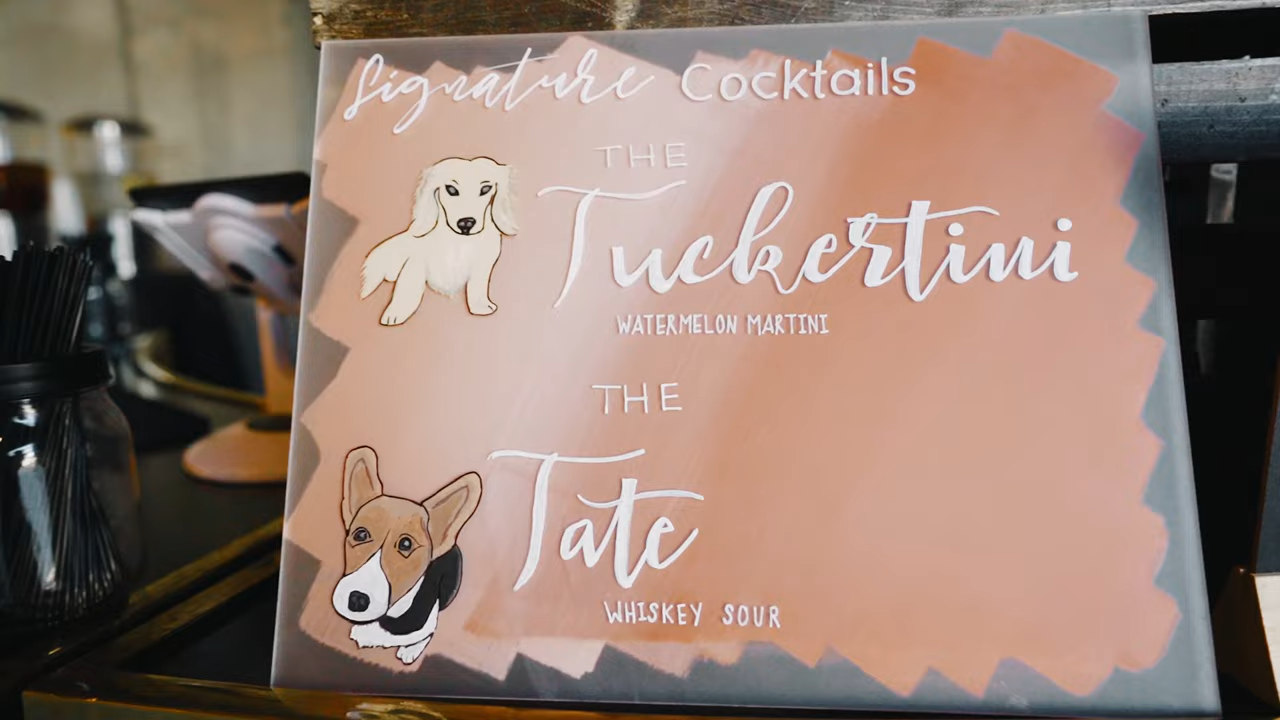 Signature Cocktails
THE
Tuckertini
WATERMELON MARTINI
THE
Tate
WHISKEY SOUR